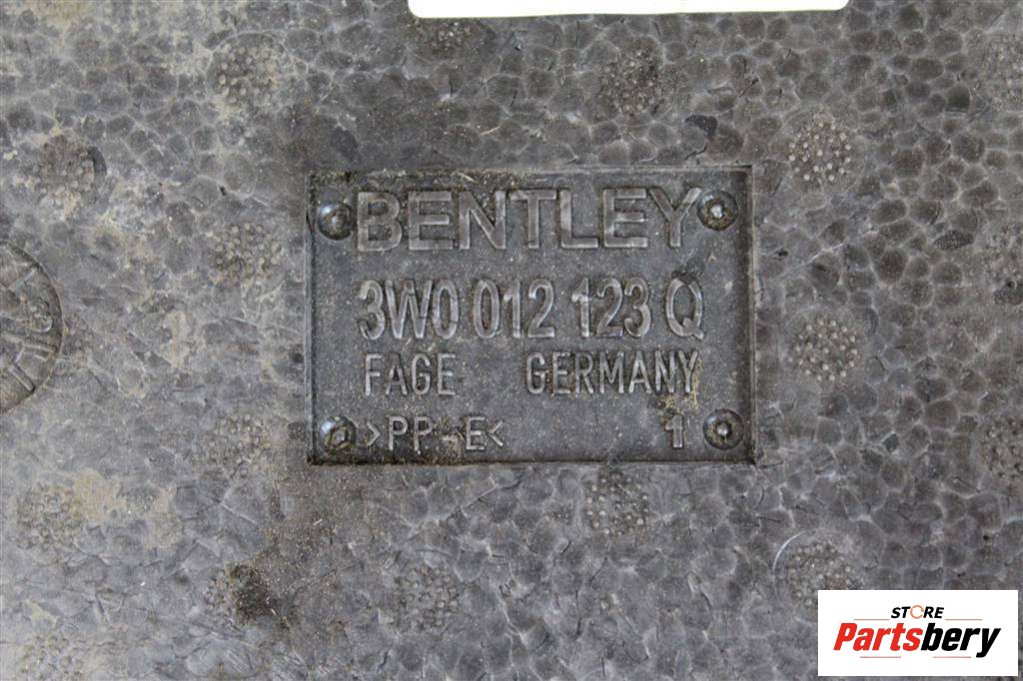 BENTLEY
3W0 012 123 Q
FAGE GERMANY
>PP-E< 1
STORE
Partsbery